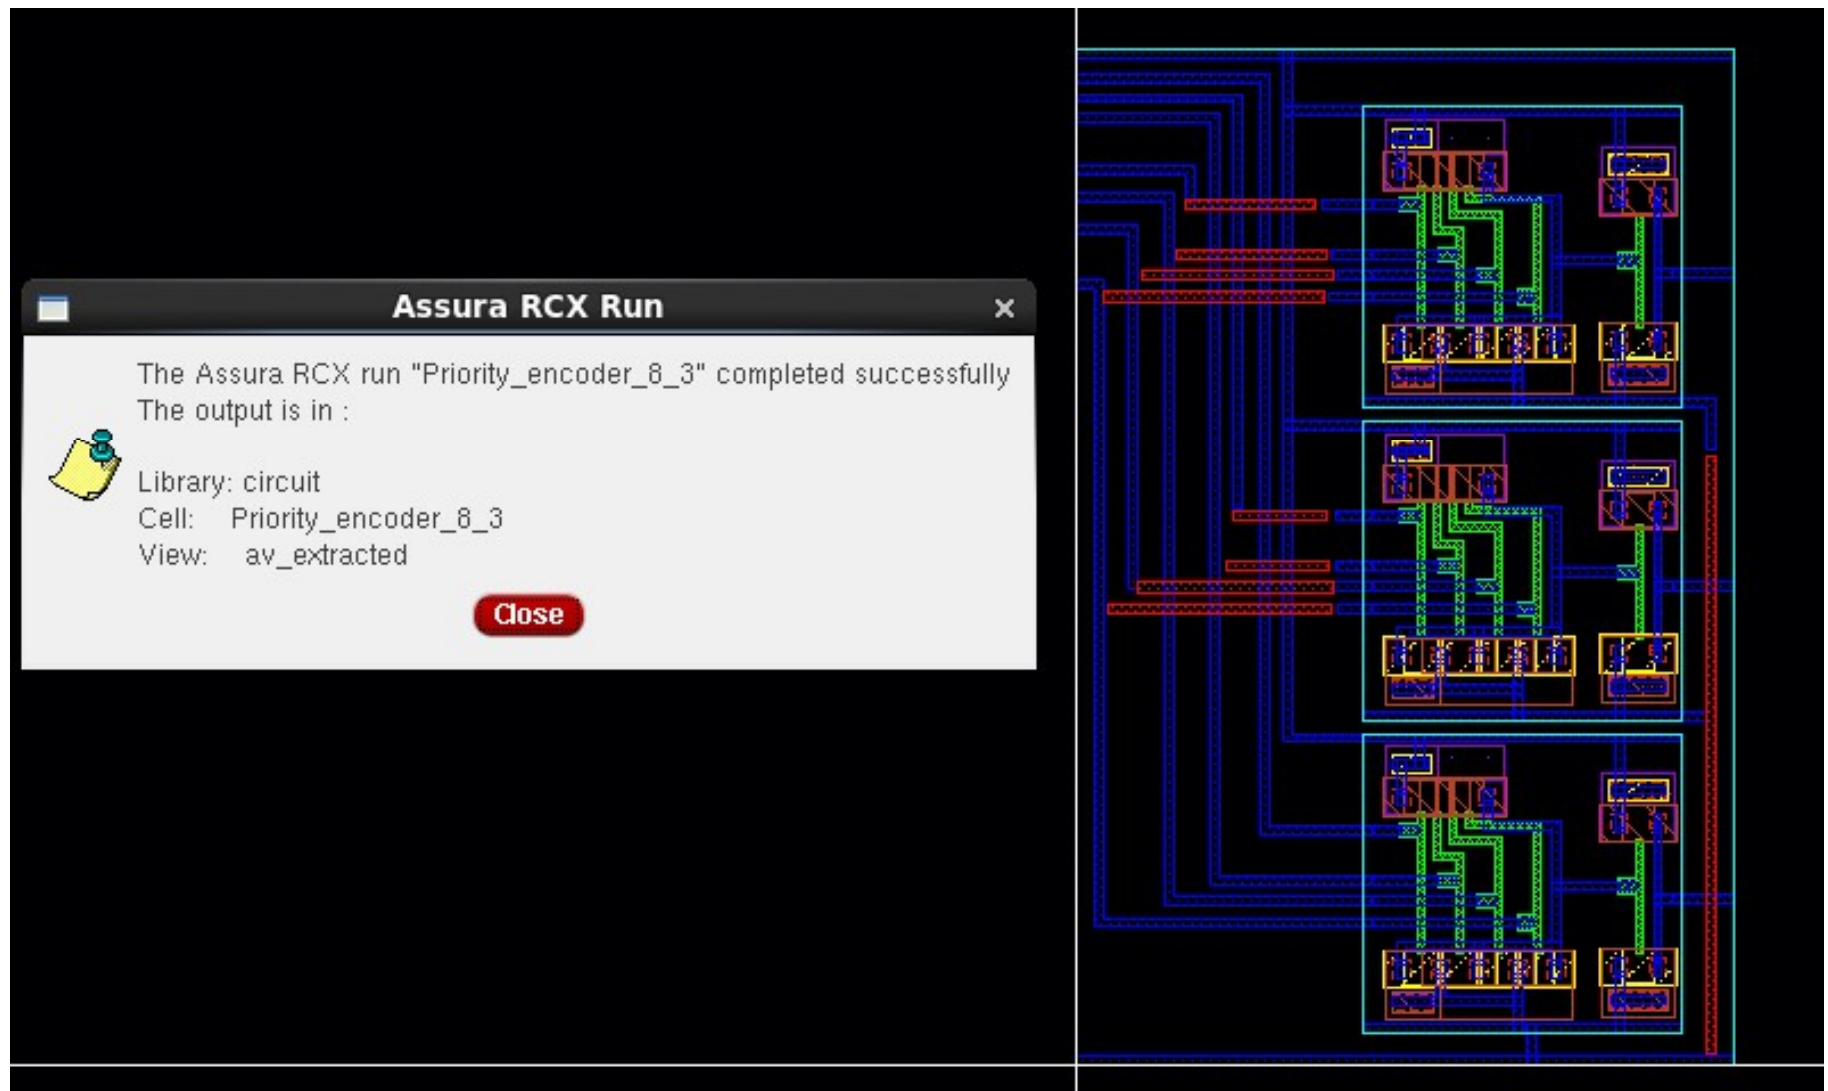 Assura RCX Run
The Assura RCX run "Priority_encoder_8_3" completed successfully
The output is in :
Library: circuit
Cell: Priority_encoder_8_3
View: av_extracted
Close